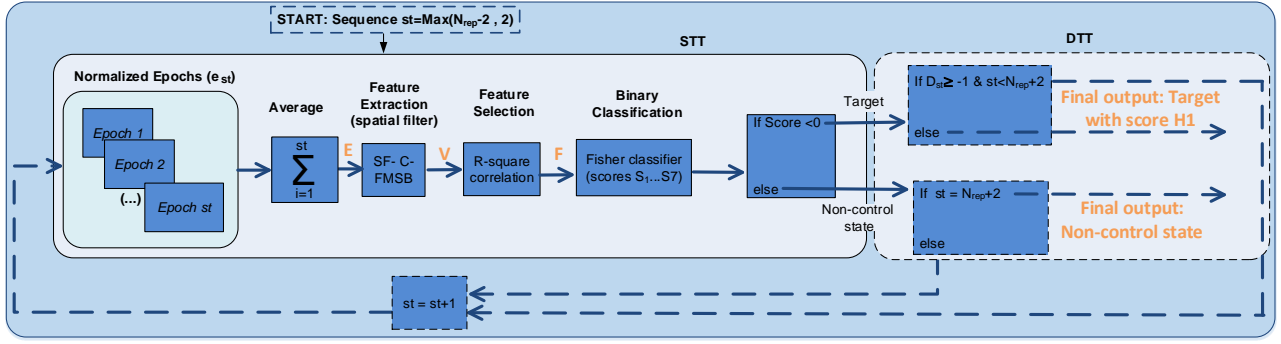 START: Sequence st=Max(Nrep-2 , 2)
STT
DTT
Normalized Epochs (est)
Epoch 1
Epoch 2
(...)
Epoch st
Average
st
∑
i=1
E
Feature
Extraction
(spatial filter)
SF- C-
FMSB
V
Feature
Selection
R-square
correlation
F
Binary
Classification
Fisher classifier
(scores S1...S7)
If Score <0
else
Target
Non-control
state
If Dst≥ -1 & st<Nrep+2
else
Final output: Target
with score H1
If st = Nrep+2
else
Final output:
Non-control state
st = st+1